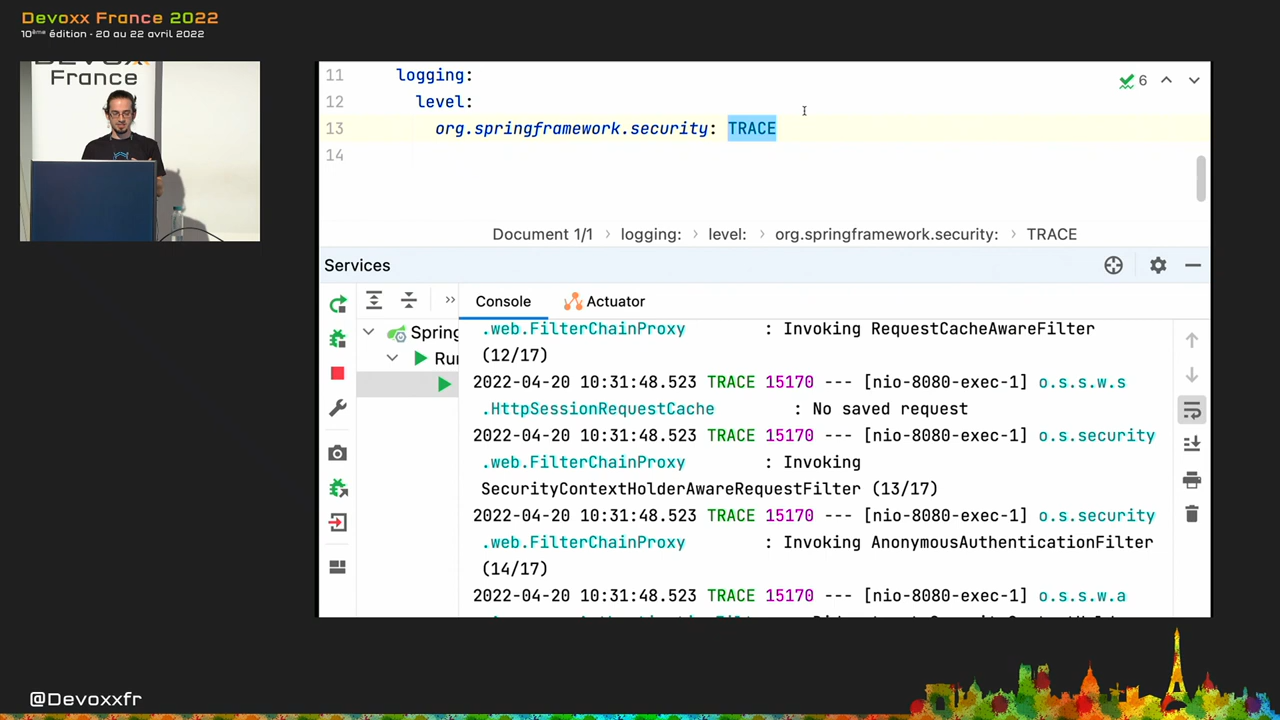 Devoxx France 2022
10ème édition - 20 au 22 avril 2022
France
11 logging:
12 level:
13 org.springframework.security: TRACE
14
6
Document 1/1 › logging: › level: › org.springframework.security: › TRACE
Services
Console
Actuator
Spring
Ru
.web.FilterChainProxy : Invoking RequestCacheAwareFilter
(12/17)
2022-04-20 10:31:48.523 TRACE 15170 --- [nio-8080-exec-1] o.s.s.w.s
.HttpSessionRequestCache : No saved request
2022-04-20 10:31:48.523 TRACE 15170 --- [nio-8080-exec-1] o.s.security
.web.FilterChainProxy : Invoking
SecurityContextHolderAwareRequestFilter (13/17)
2022-04-20 10:31:48.523 TRACE 15170 --- [nio-8080-exec-1] o.s.security
.web.FilterChainProxy : Invoking AnonymousAuthenticationFilter
(14/17)
2022-04-20 10:31:48.523 TRACE 15170 --- [nio-8080-exec-1] o.s.s.w.a
@Devoxxfr